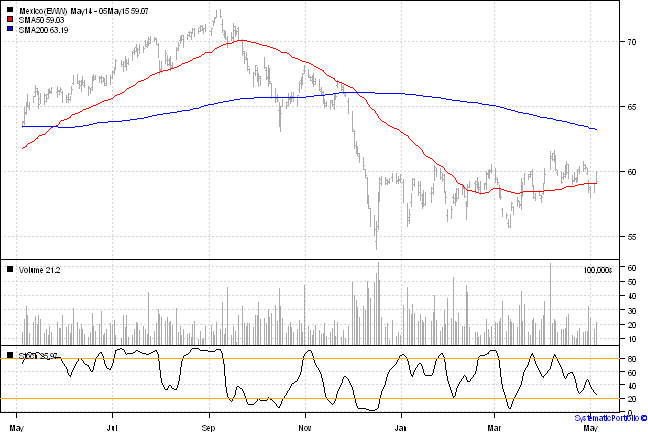 Mexico(EWW) May14 - 05May15 59.07
SMA50 59.03
SMA200 63.19
70
65
60
55
Volume 21.2
100,000s
60
50
40
30
20
10
80
60
40
20
0
May Jul Sep Nov Jan Mar May
SystematicPortfolio ©